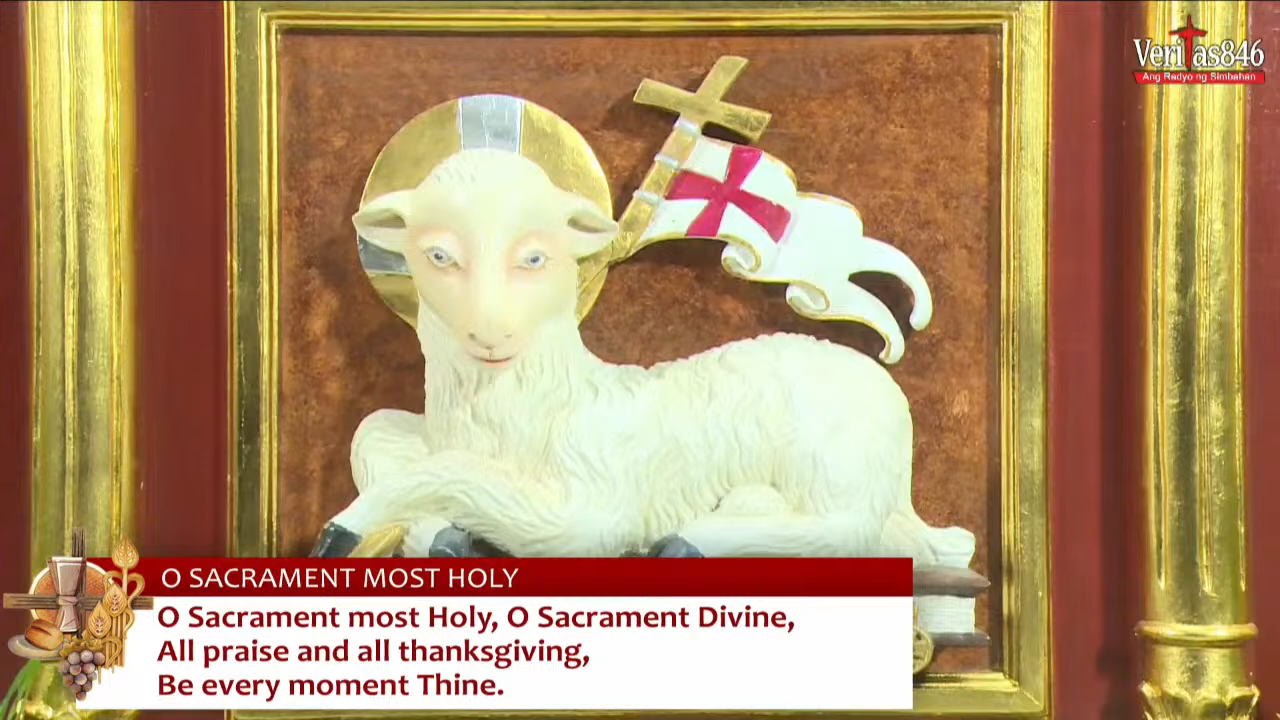 Veritas846
Ang Radyo ng Simbahan
O SACRAMENT MOST HOLY
O Sacrament most Holy, O Sacrament Divine,
All praise and all thanksgiving,
Be every moment Thine.